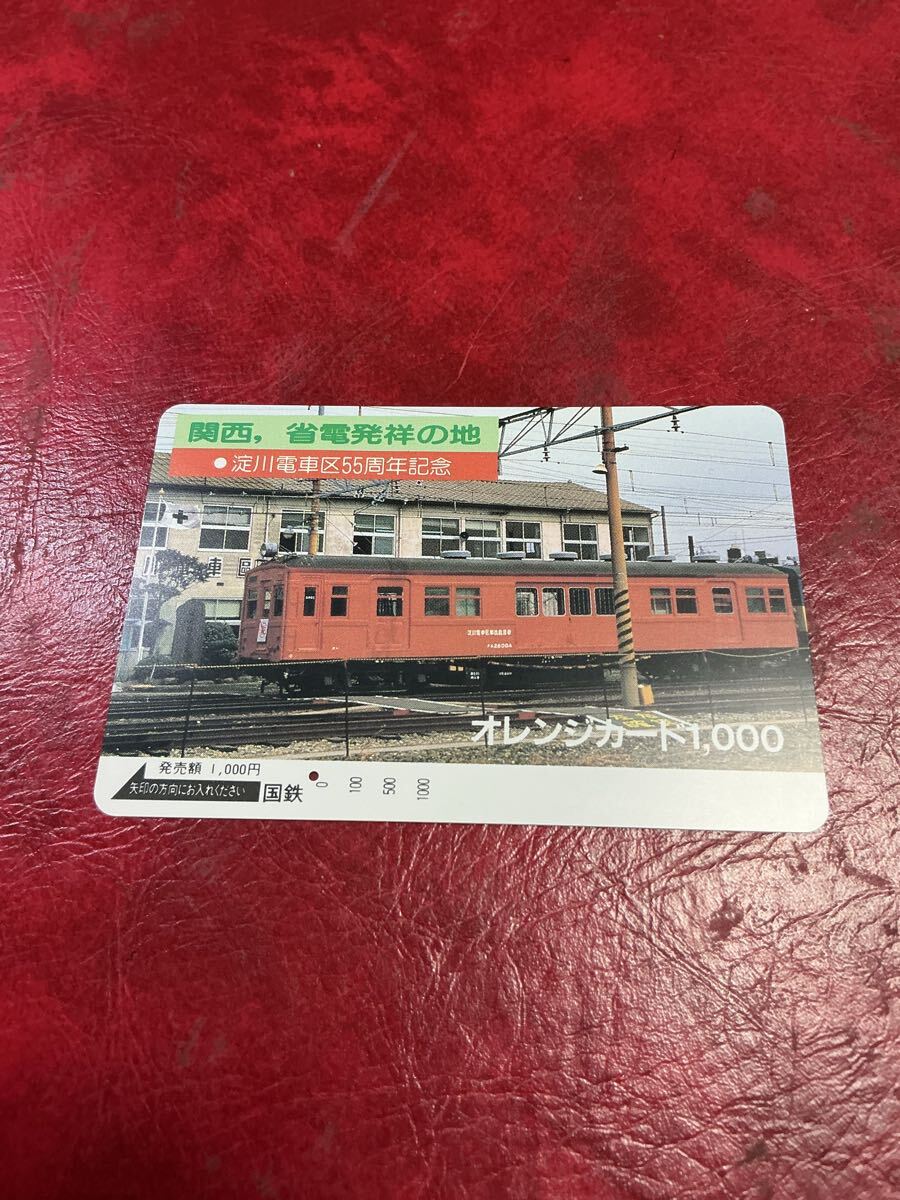 関西，省電発祥の地
●淀川電車区55周年記念
車區
オレンジカード1,000
発売額 1,000円
矢印の方向にお入れください
国鉄
0
100
500
1000